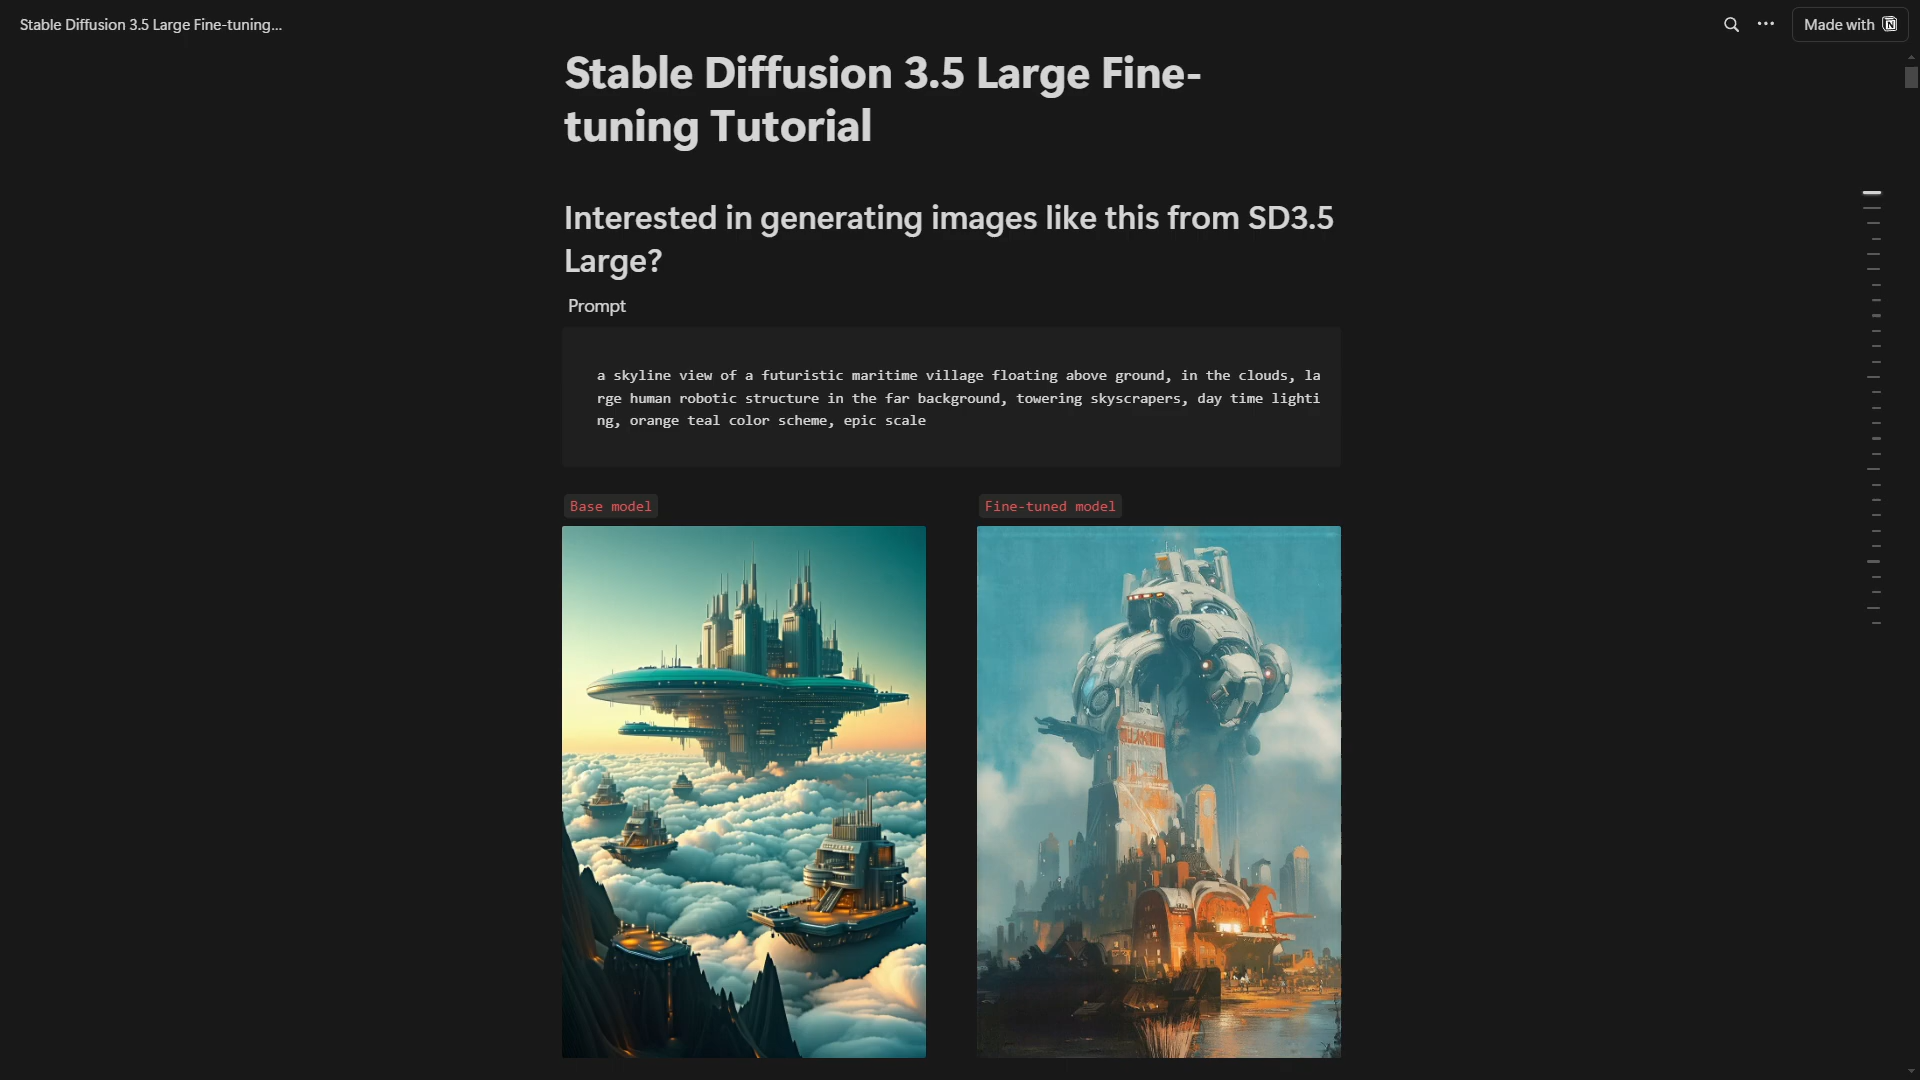 Stable Diffusion 3.5 Large Fine-tuning...
Made with
Stable Diffusion 3.5 Large Fine-
tuning Tutorial
Interested in generating images like this from SD3.5
Large?
Prompt
a skyline view of a futuristic maritime village floating above ground, in the clouds, la
rge human robotic structure in the far background, towering skyscrapers, day time lighti
ng, orange teal color scheme, epic scale
Base model
Fine-tuned model